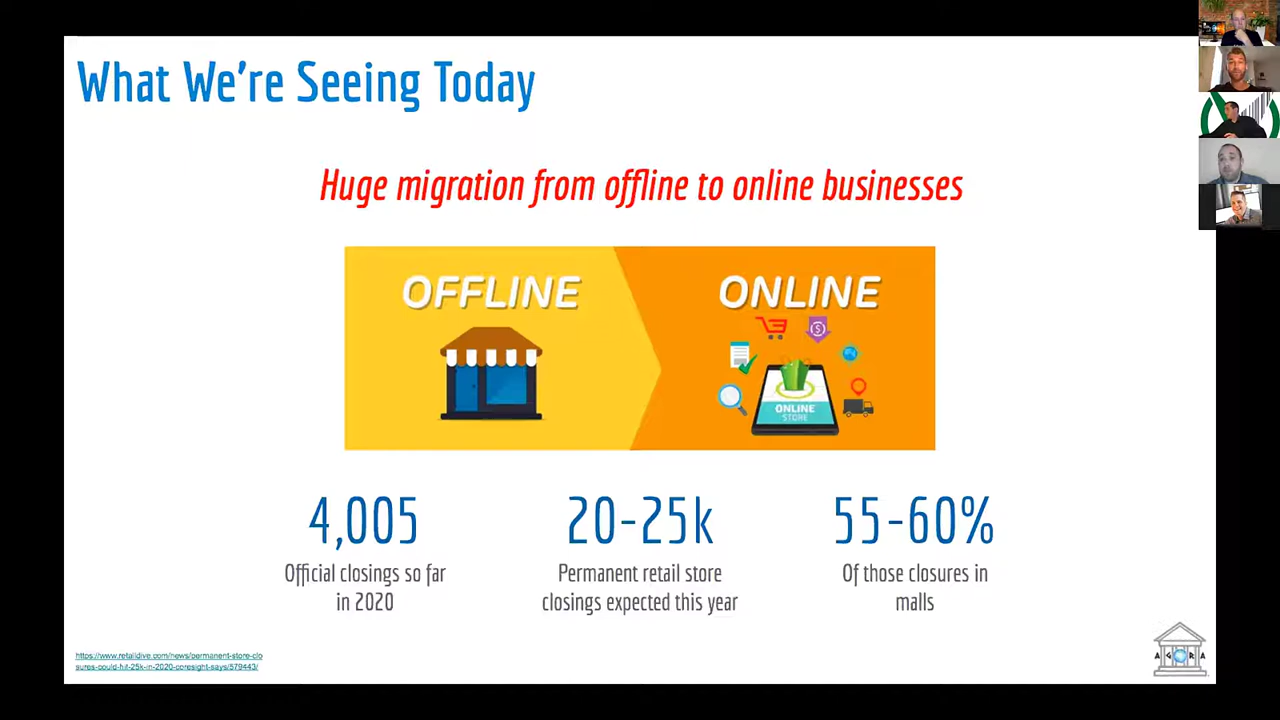 What We're Seeing Today
Huge migration from offline to online businesses
OFFLINE
ONLINE
ONLINE
STORE
4,005
Official closings so far
in 2020
20-25k
Permanent retail store
closings expected this year
55-60%
Of those closures in
malls
https://www.retaildive.com/news/permanent-store-clo
sures-could-hit-25k-in-2020-coresight-says/579443/
AGORA